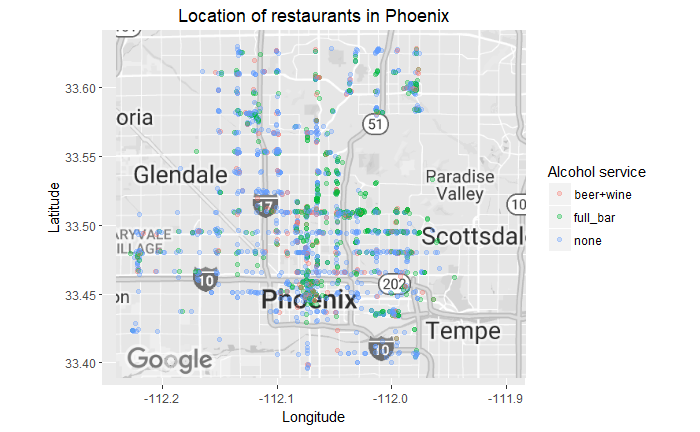 Location of restaurants in Phoenix
Latitude
33.60
33.55
33.50
33.45
33.40
oria
51
Glendale
Paradise
Valley
17
10
ARYVALE
ILLAGE
Scottsdal
10
202
on
Phoenix
Tempe
10
Google
-112.2
-112.1
-112.0
-111.9
Longitude
Alcohol service
beer+wine
full_bar
none